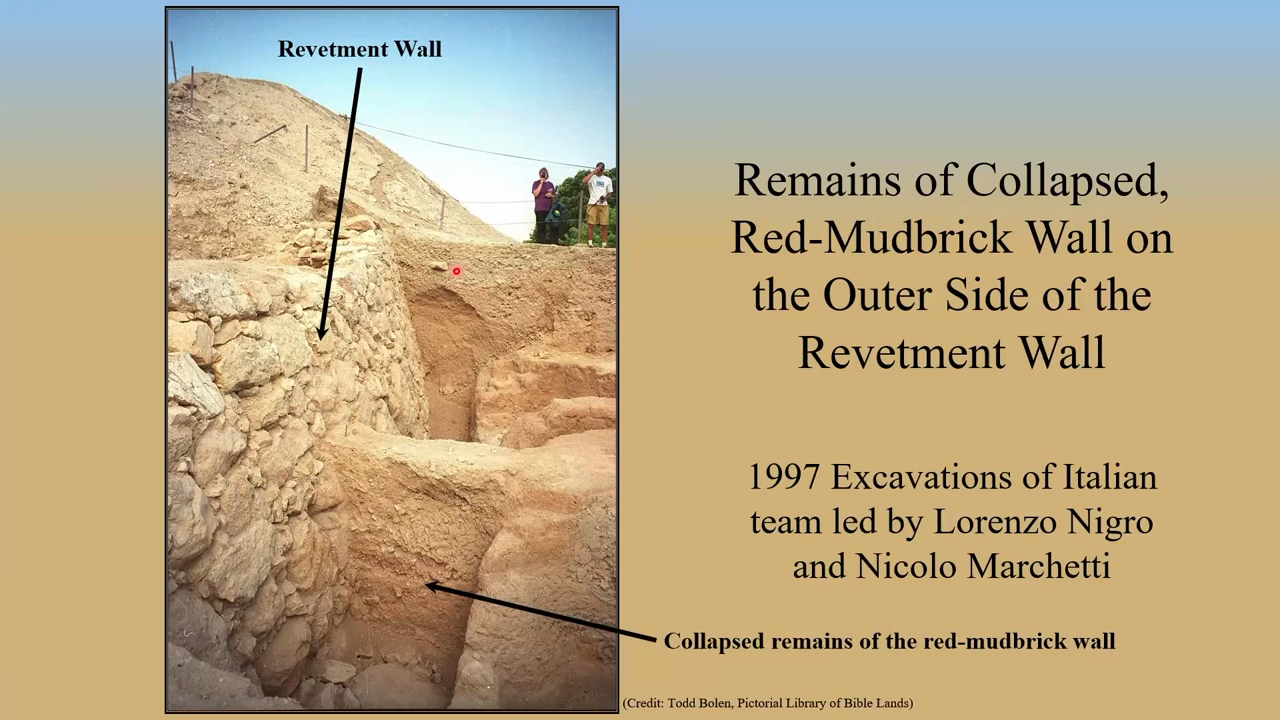 Revetment Wall
Remains of Collapsed,
Red-Mudbrick Wall on
the Outer Side of the
Revetment Wall
1997 Excavations of Italian
team led by Lorenzo Nigro
and Nicolo Marchetti
Collapsed remains of the red-mudbrick wall
(Credit: Todd Bolen, Pictorial Library of Bible Lands)